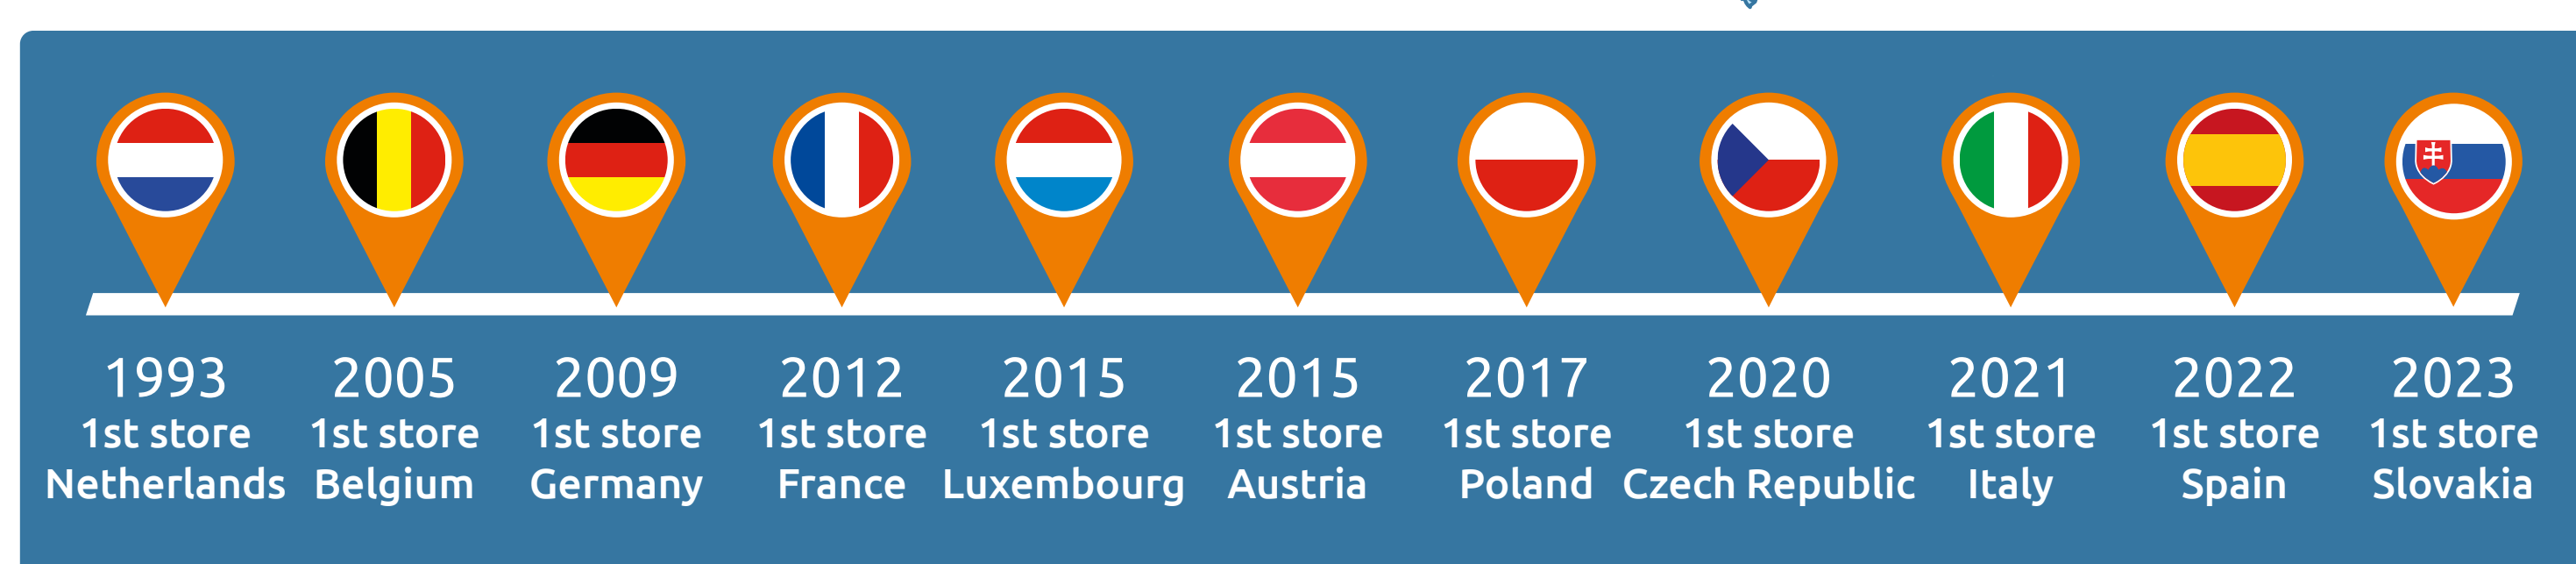 1993
1st store
Netherlands
2005
1st store
Belgium
2009
1st store
Germany
2012
1st store
France
2015
1st store
Luxembourg
2015
1st store
Austria
2017
1st store
Poland
2020
1st store
Czech Republic
2021
1st store
Italy
2022
1st store
Spain
2023
1st store
Slovakia